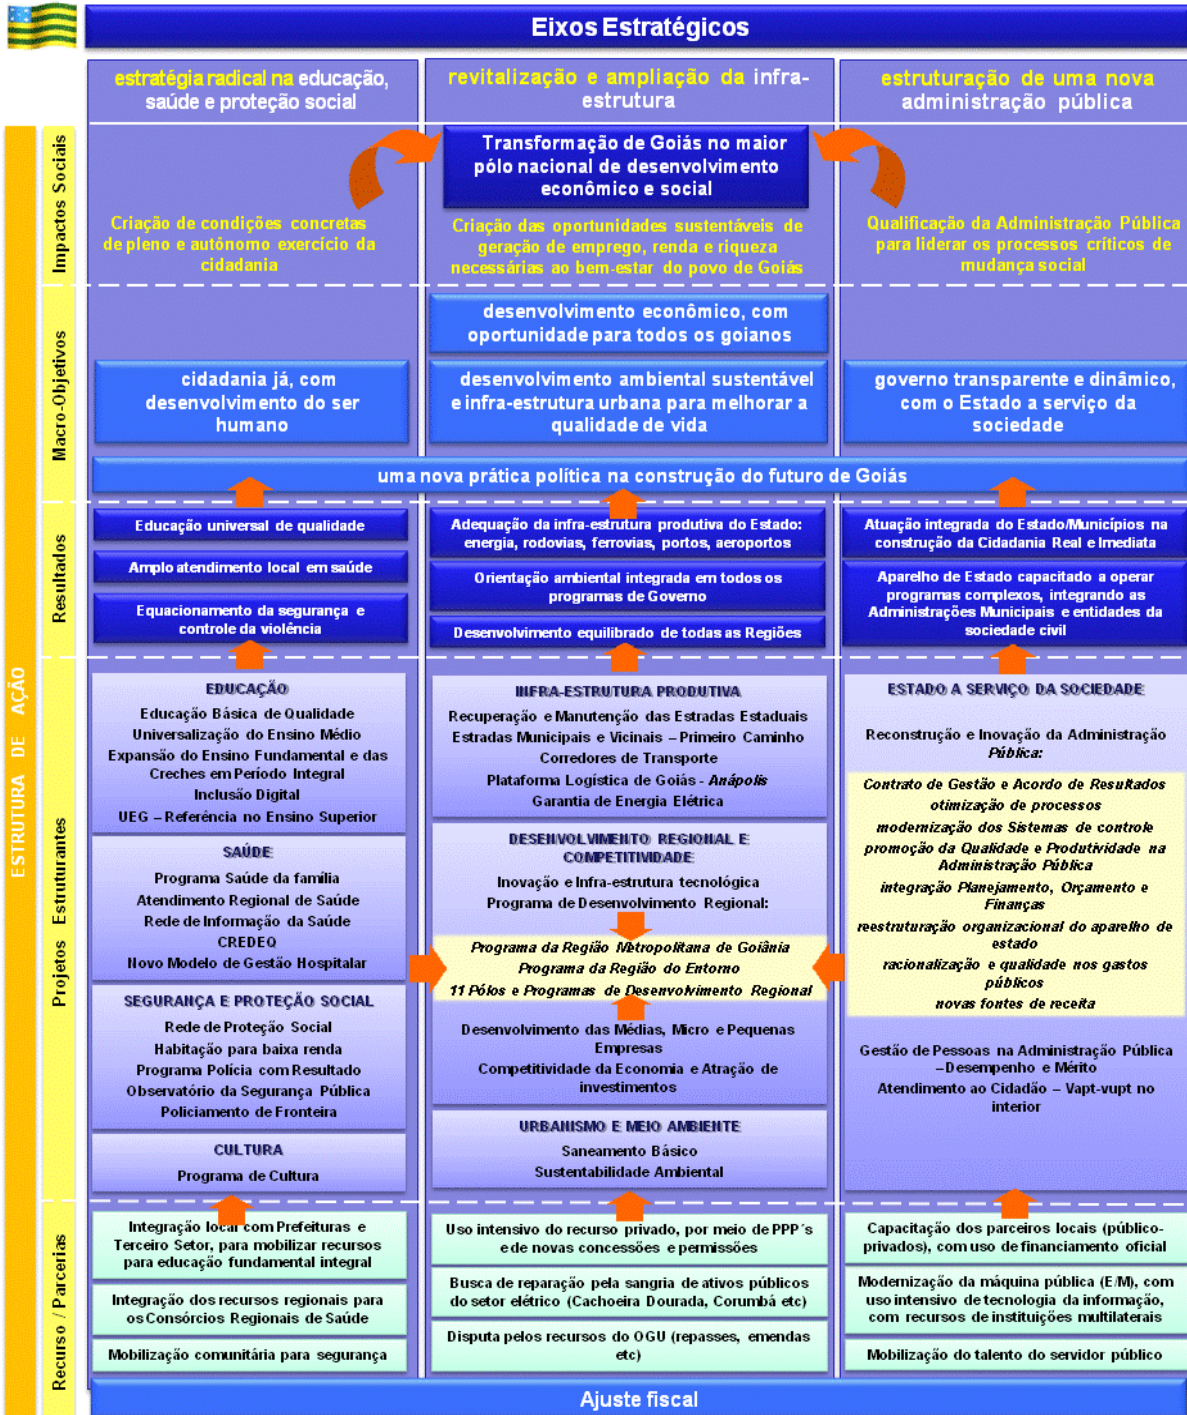 Eixos Estratégicos
estratégia radical na educação,
saúde e proteção social
revitalização e ampliação da infra-
estrutura
estruturação de uma nova
administração pública
ESTRUTURA DE AÇÃO
Impactos Sociais
Transformação de Goiás no maior
pólo nacional de desenvolvimento
econômico e social
Criação de condições concretas
de pleno e autônomo exercício da
cidadania
Criação das oportunidades sustentáveis de
geração de emprego, renda e riqueza
necessárias ao bem-estar do povo de Goiás
Qualificação da Administração Pública
para liderar os processos críticos de
mudança social
Macro-Objetivos
desenvolvimento econômico, com
oportunidade para todos os goianos
cidadania já, com
desenvolvimento do ser
humano
desenvolvimento ambiental sustentável
e infra-estrutura urbana para melhorar a
qualidade de vida
governo transparente e dinâmico,
com o Estado a serviço da
sociedade
uma nova prática política na construção do futuro de Goiás
Resultados
Educação universal de qualidade
Amplo atendimento local em saúde
Equacionamento da segurança e
controle da violência
Adequação da infra-estrutura produtiva do Estado:
energia, rodovias, ferrovias, portos, aeroportos
Orientação ambiental integrada em todos os
programas de Governo
Desenvolvimento equilibrado de todas as Regiões
Atuação integrada do Estado/Municípios na
construção da Cidadania Real e Imediata
Aparelho de Estado capacitado a operar
programas complexos, integrando as
Administrações Municipais e entidades da
sociedade civil
Projetos Estruturantes
EDUCAÇÃO
Educação Básica de Qualidade
Universalização do Ensino Médio
Expansão do Ensino Fundamental e das
Creches em Período Integral
Inclusão Digital
UEG – Referência no Ensino Superior
SAÚDE
Programa Saúde da família
Atendimento Regional de Saúde
Rede de Informação da Saúde
CREDEQ
Novo Modelo de Gestão Hospitalar
SEGURANÇA E PROTEÇÃO SOCIAL
Rede de Proteção Social
Habitação para baixa renda
Programa Polícia com Resultado
Observatório da Segurança Pública
Policiamento de Fronteira
CULTURA
Programa de Cultura
INFRA-ESTRUTURA PRODUTIVA
Recuperação e Manutenção das Estradas Estaduais
Estradas Municipais e Vicinais – Primeiro Caminho
Corredores de Transporte
Plataforma Logística de Goiás - Anápolis
Garantia de Energia Elétrica
DESENVOLVIMENTO REGIONAL E
COMPETITIVIDADE
Inovação e Infra-estrutura tecnológica
Programa de Desenvolvimento Regional:
Programa da Região Metropolitana de Goiânia
Programa da Região do Entorno
11 Pólos e Programas de Desenvolvimento Regional
Desenvolvimento das Médias, Micro e Pequenas
Empresas
Competitividade da Economia e Atração de
investimentos
URBANISMO E MEIO AMBIENTE
Saneamento Básico
Sustentabilidade Ambiental
ESTADO A SERVIÇO DA SOCIEDADE
Reconstrução e Inovação da Administração
Pública:
Contrato de Gestão e Acordo de Resultados
otimização de processos
modernização dos Sistemas de controle
promoção da Qualidade e Produtividade na
Administração Pública
integração Planejamento, Orçamento e
Finanças
reestruturação organizacional do aparelho de
estado
racionalização e qualidade nos gastos
públicos
novas fontes de receita
Gestão de Pessoas na Administração Pública
– Desempenho e Mérito
Atendimento ao Cidadão – Vapt-vupt no
interior
Recurso / Parcerias
Integração local com Prefeituras e
Terceiro Setor, para mobilizar recursos
para educação fundamental integral
Integração dos recursos regionais para
os Consórcios Regionais de Saúde
Mobilização comunitária para segurança
Uso intensivo do recurso privado, por meio de PPP´s
e de novas concessões e permissões
Busca de reparação pela sangria de ativos públicos
do setor elétrico (Cachoeira Dourada, Corumbá etc)
Disputa pelos recursos do OGU (repasses, emendas
etc)
Capacitação dos parceiros locais (público-
privados), com uso de financiamento oficial
Modernização da máquina pública (E/M), com
uso intensivo de tecnologia da informação,
com recursos de instituições multilaterais
Mobilização do talento do servidor público
Ajuste fiscal